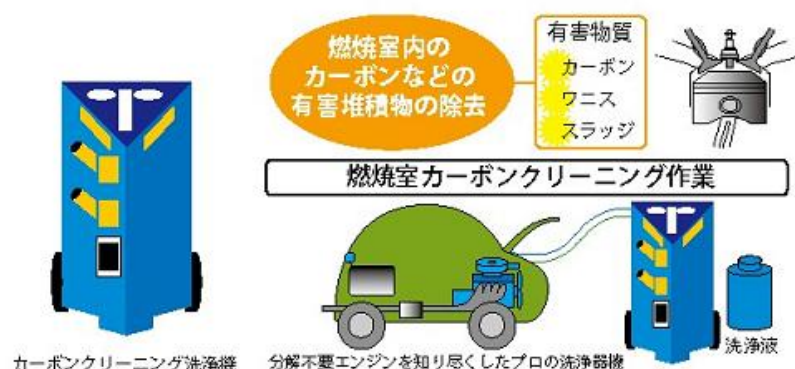 燃焼室内の
カーボンなどの
有害堆積物の除去
有害物質
カーボン
ワニス
スラッジ
燃焼室カーボンクリーニング作業
洗浄液
カーボンクリーニング洗浄機
分解不要エンジンを知り尽くしたプロの洗浄器機